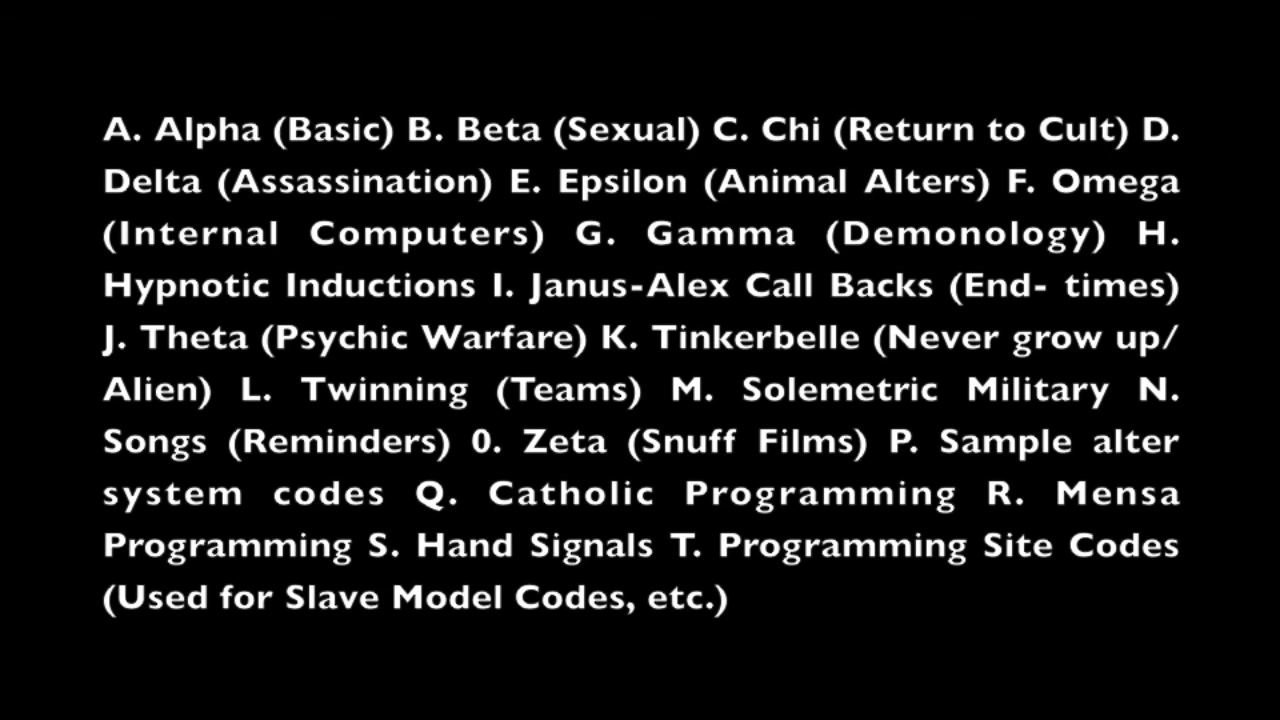 A. Alpha (Basic) B. Beta (Sexual) C. Chi (Return to Cult) D.
Delta (Assassination) E. Epsilon (Animal Alters) F. Omega
(Internal Computers) G. Gamma (Demonology) H.
Hypnotic Inductions I. Janus-Alex Call Backs (End- times)
J. Theta (Psychic Warfare) K. Tinkerbelle (Never grow up/
Alien) L. Twinning (Teams) M. Solemetric Military N.
Songs (Reminders) 0. Zeta (Snuff Films) P. Sample alter
system codes Q. Catholic Programming R. Mensa
Programming S. Hand Signals T. Programming Site Codes
(Used for Slave Model Codes, etc.)